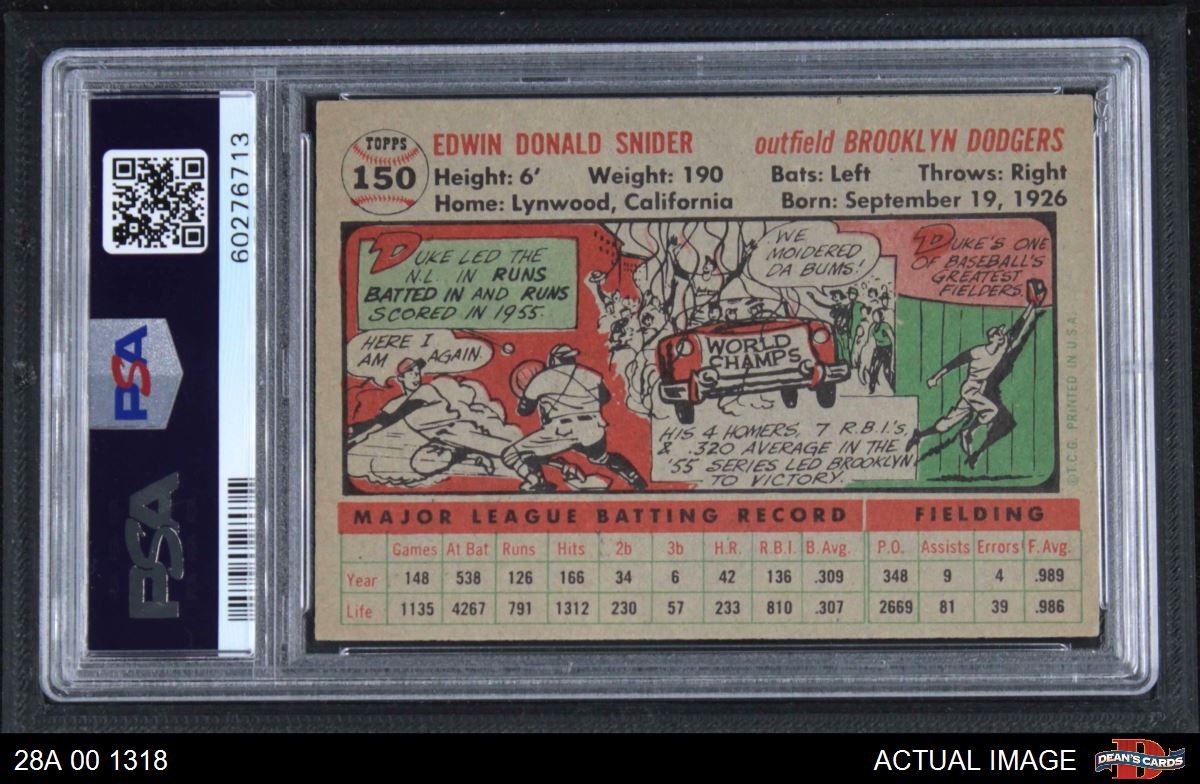 PSA
PSA
60276713
TOPPS
150
EDWIN DONALD SNIDER
outfield BROOKLYN DODGERS
Height: 6′ Weight: 190 Bats: Left Throws: Right
Home: Lynwood, California Born: September 19, 1926
DUKE LED THE
N.L. IN RUNS
BATTED IN AND RUNS
SCORED IN 1955.
HERE I
AM AGAIN.
WE
MOIDERED
DA BUMS!
WORLD
CHAMPS
HIS 4 HOMERS, 7 R.B.I.'S,
& .320 AVERAGE IN THE
'55 SERIES LED BROOKLYN
TO VICTORY.
DUKE'S ONE
OF BASEBALL'S
GREATEST
FIELDERS.
© T.C.G. PRINTED IN U.S.A.
MAJOR LEAGUE BATTING RECORD FIELDING
Games At Bat Runs Hits 2b 3b H.R. R.B.I. B.Avg. P.O. Assists Errors F.Avg.
Year 148 538 126 166 34 6 42 136 .309 348 9 4 .989
Life 1135 4267 791 1312 230 57 233 810 .307 2669 81 39 .986
28A 00 1318
ACTUAL IMAGE
D
DEAN'S CARDS